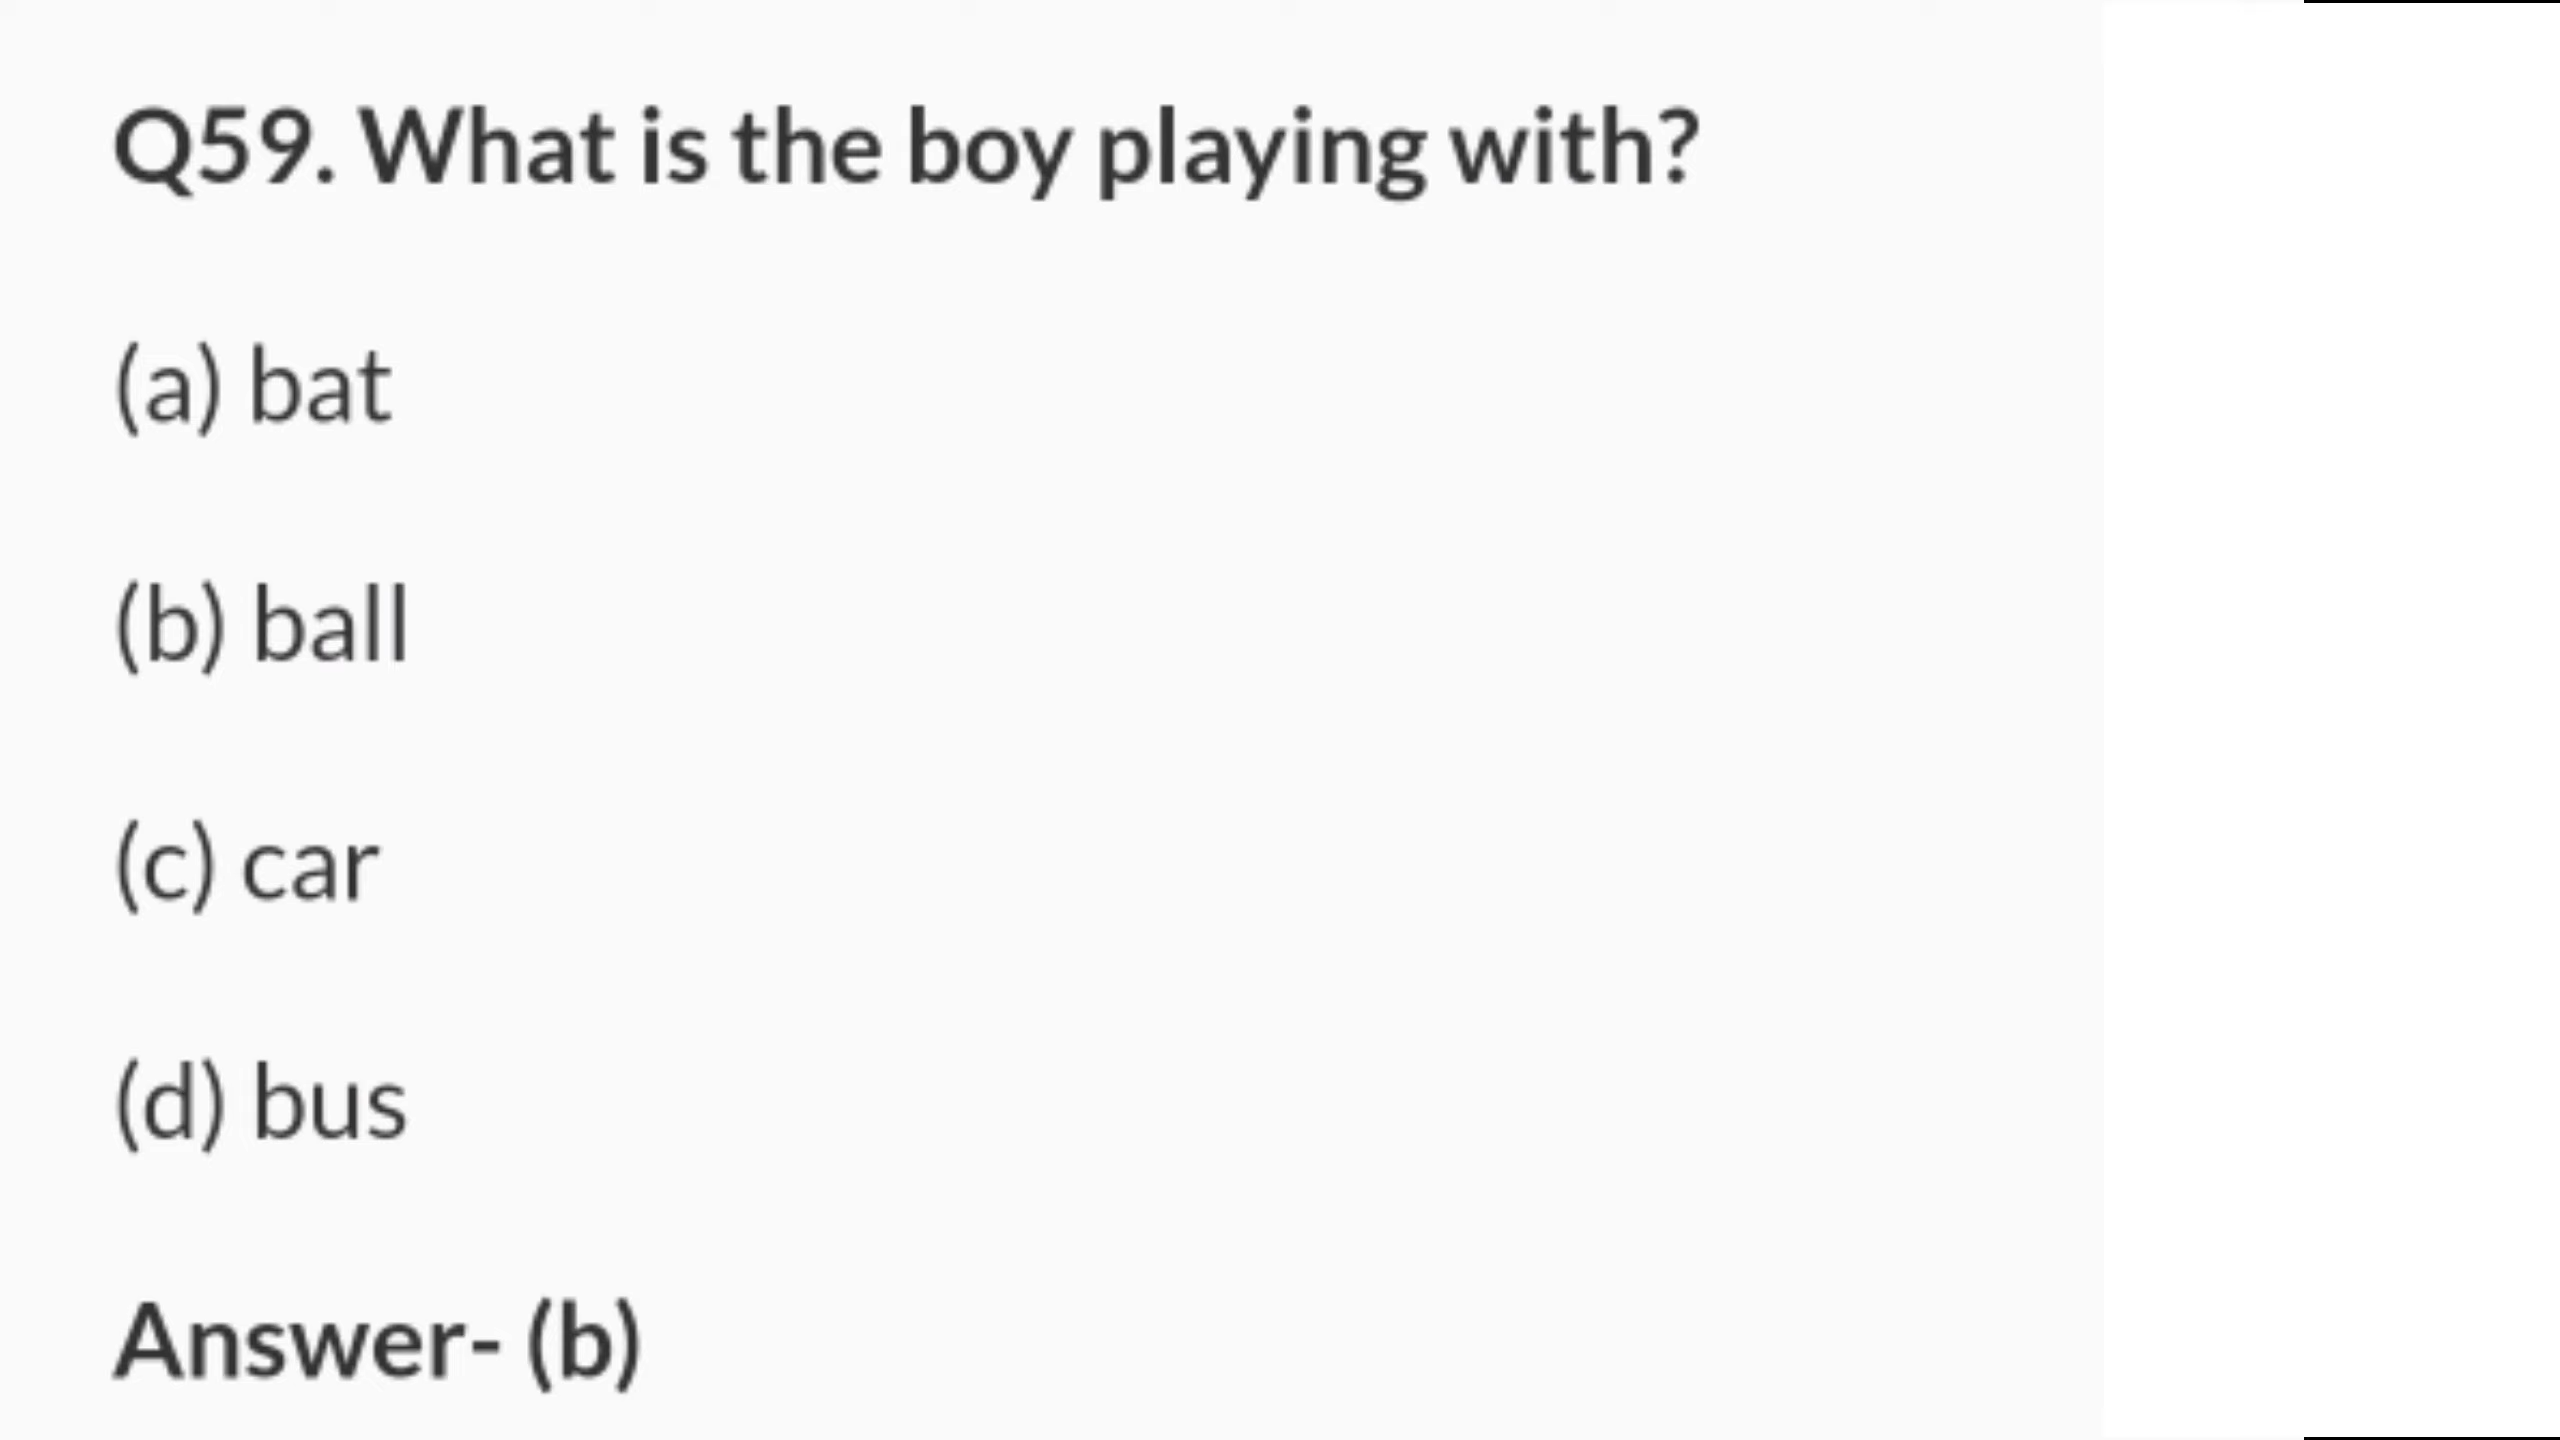 Q59. What is the boy playing with?
(a) bat
(b) ball
(c) car
(d) bus
Answer- (b)